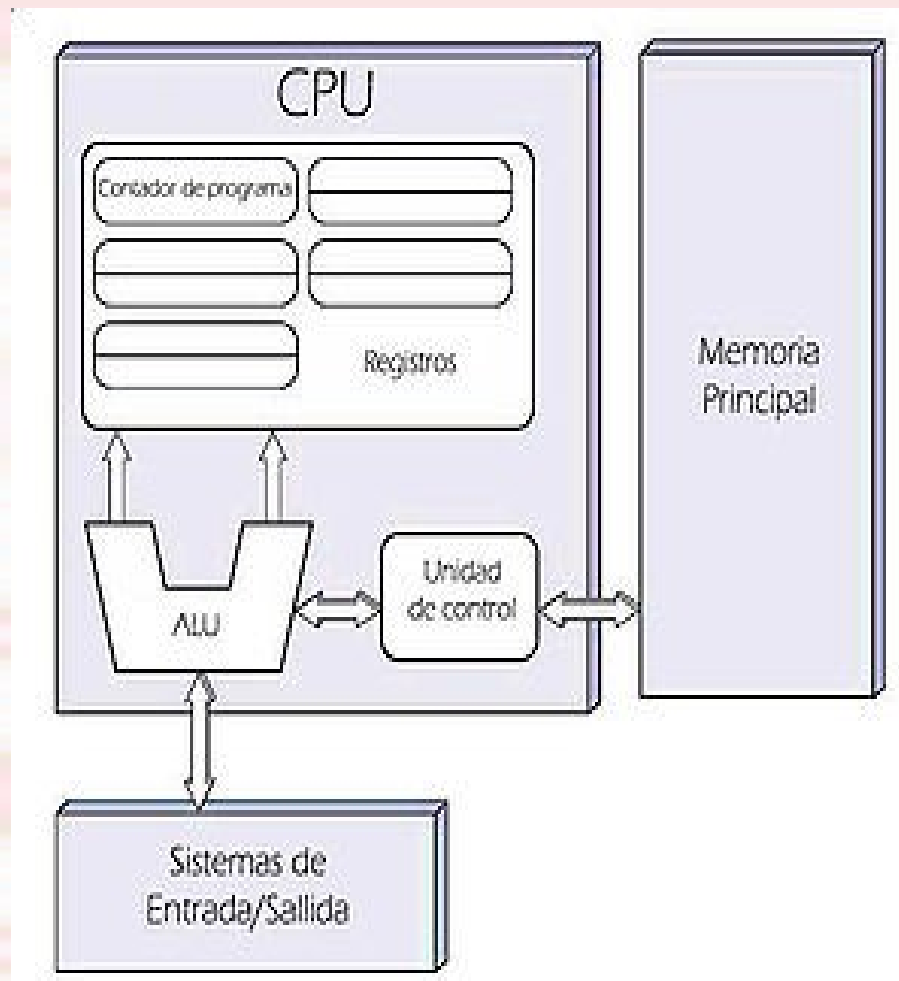 CPU
Contador de programa
Registros
Memoria
Principal
Unidad
de control
ALU
Sistemas de
Entrada/Sallida